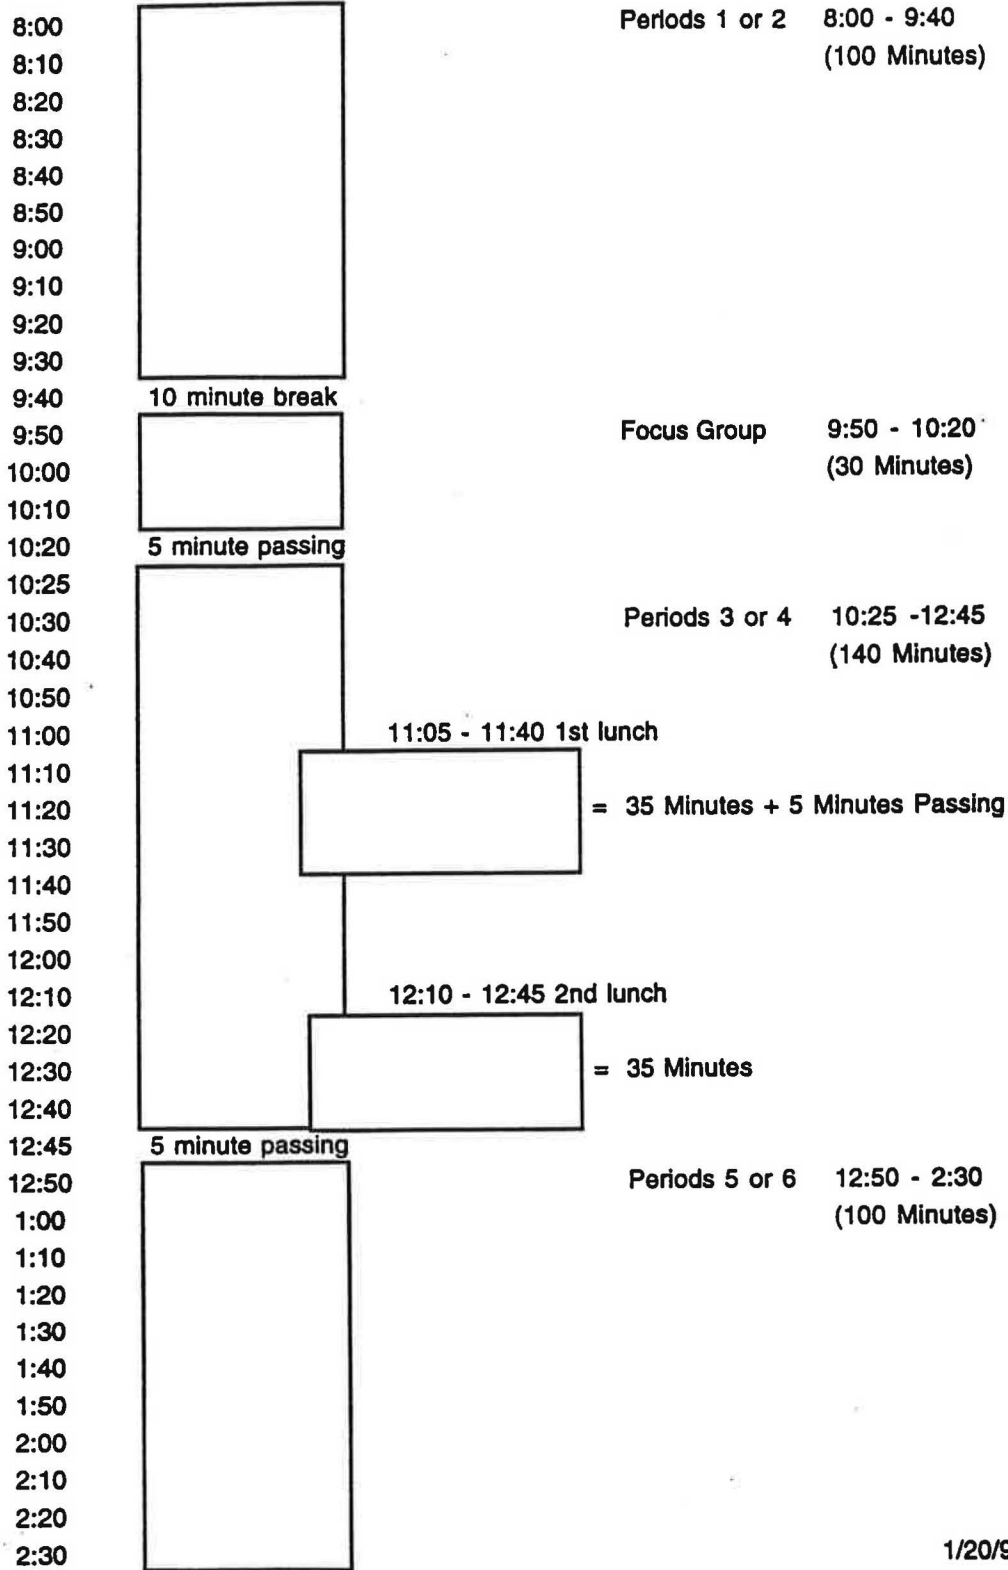 8:00 Periods 1 or 2 8:00 - 9:40
8:10 (100 Minutes)
8:20
8:30
8:40
8:50
9:00
9:10
9:20
9:30
9:40 10 minute break
9:50 Focus Group 9:50 - 10:20
10:00 (30 Minutes)
10:10
10:20 5 minute passing
10:25
10:30 Periods 3 or 4 10:25 -12:45
10:40 (140 Minutes)
10:50
11:00 11:05 - 11:40 1st lunch
11:10
11:20 = 35 Minutes + 5 Minutes Passing
11:30
11:40
11:50
12:00
12:10 12:10 - 12:45 2nd lunch
12:20
12:30 = 35 Minutes
12:40
12:45 5 minute passing
12:50 Periods 5 or 6 12:50 - 2:30
1:00 (100 Minutes)
1:10
1:20
1:30
1:40
1:50
2:00
2:10
2:20
2:30 1/20/9